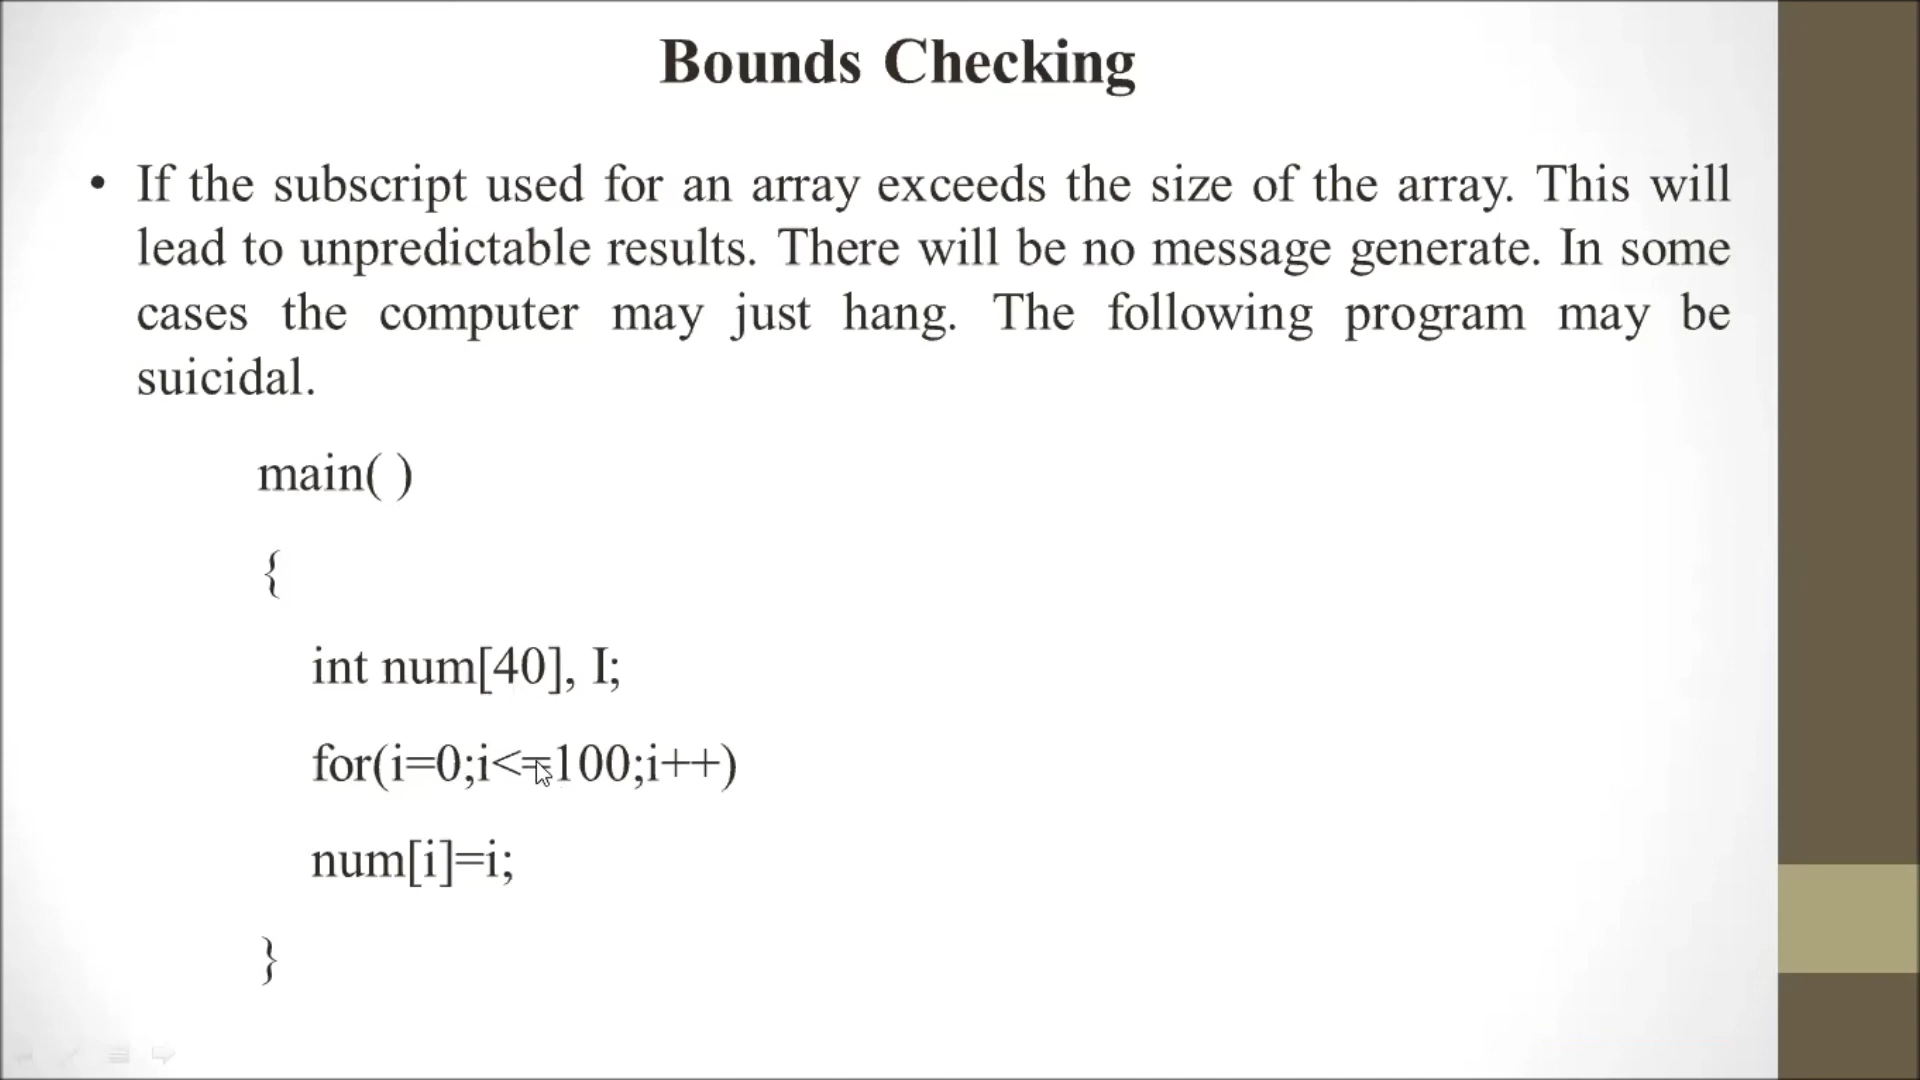 Bounds Checking
• If the subscript used for an array exceeds the size of the array. This will
lead to unpredictable results. There will be no message generate. In some
cases the computer may just hang. The following program may be
suicidal.
main( )
{
int num[40], I;
for(i=0;i<=100;i++)
num[i]=i;
}